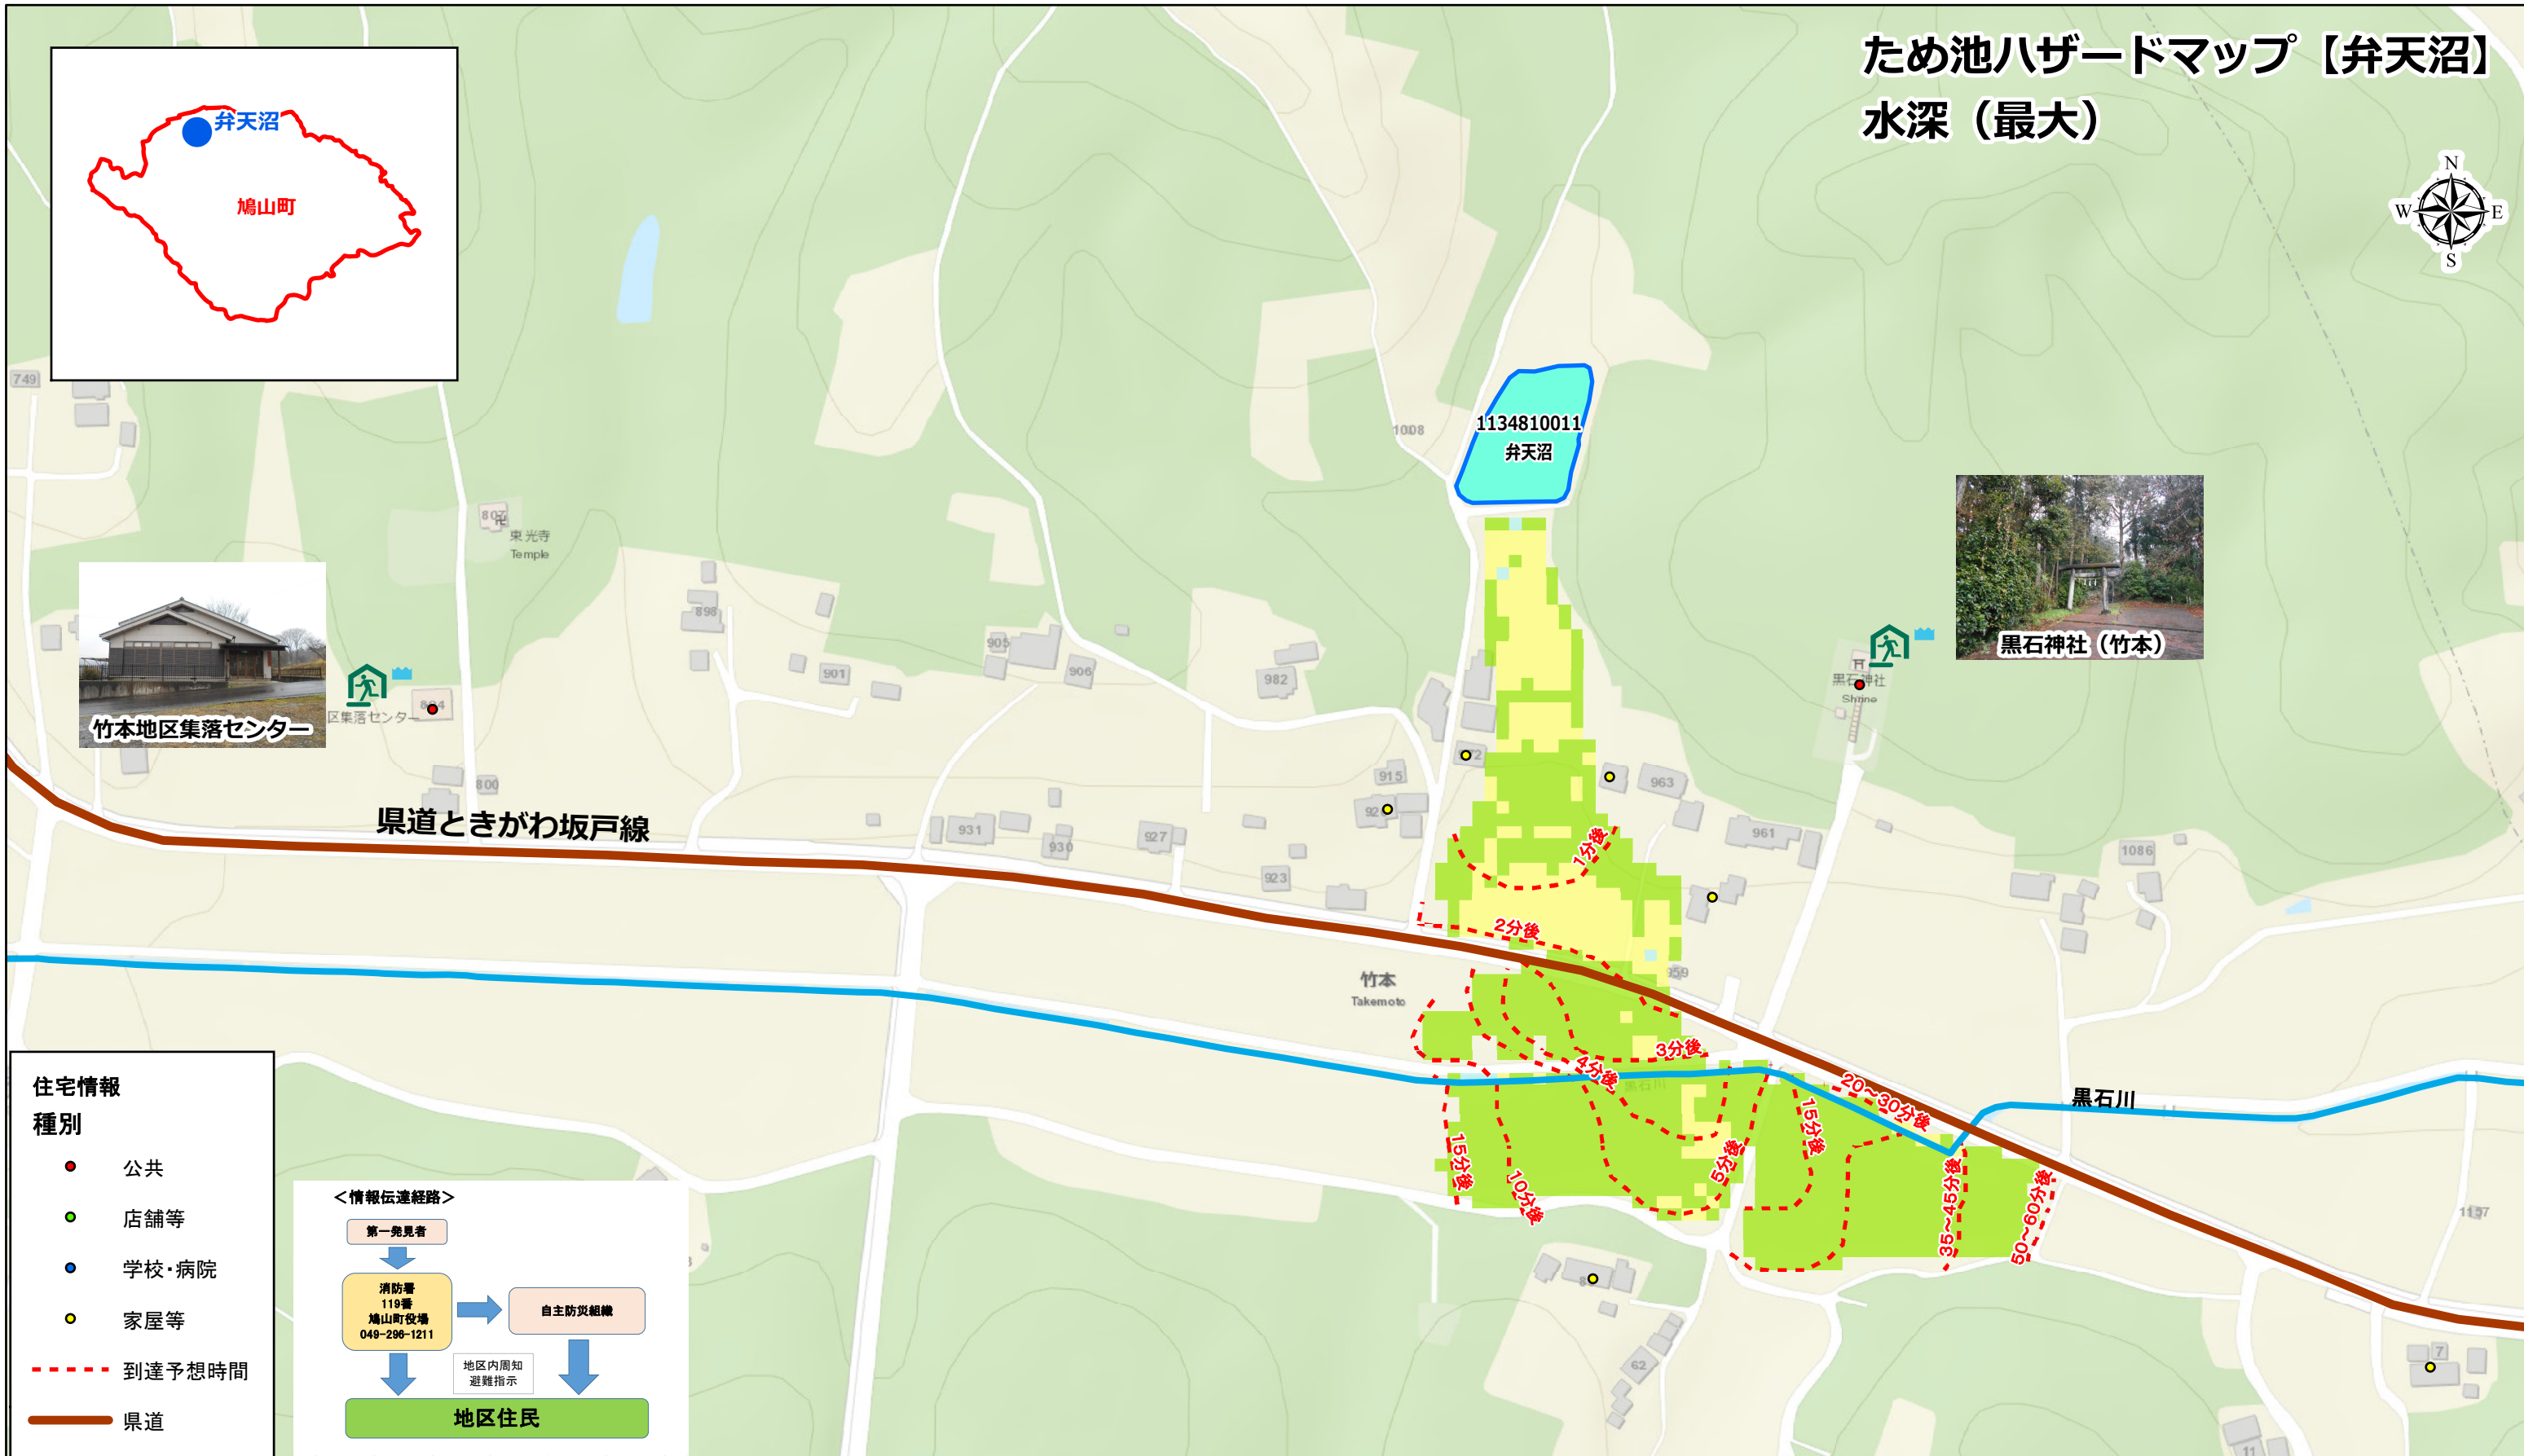 ため池ハザードマップ【弁天沼】
水深（最大）
N
W
E
S
弁天沼
鳩山町
749
1008
1134810011
弁天沼
807
東光寺
Temple
竹本地区集落センター
区集落センター
黒石神社（竹本）
黒石神社
Shrine
898
901
905
906
982
800
915
963
961
1086
931
930
927
923
959
県道ときがわ坂戸線
1分後
2分後
竹本
Takemoto
3分後
4分後
黒石川
5分後
10分後
15分後
15分後
20～30分後
35～45分後
50～60分後
黒石川
1157
62
7
11
住宅情報
種別
公共
店舗等
学校・病院
家屋等
到達予想時間
県道
＜情報伝達経路＞
第一発見者
消防署
119番
鳩山町役場
049-296-1211
自主防災組織
地区内周知
避難指示
地区住民